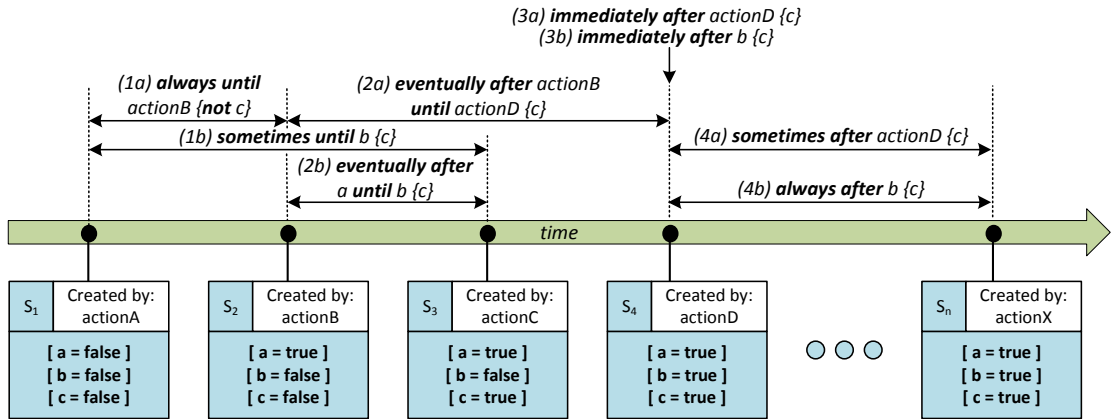 (3a) immediately after actionD {c}
(3b) immediately after b {c}
(1a) always until
actionB {not c}
(2a) eventually after actionB
until actionD {c}
(1b) sometimes until b {c}
(4a) sometimes after actionD {c}
(2b) eventually after
a until b {c}
(4b) always after b {c}
time
S1
Created by:
actionA
[ a = false ]
[ b = false ]
[ c = false ]
S2
Created by:
actionB
[ a = true ]
[ b = false ]
[ c = false ]
S3
Created by:
actionC
[ a = true ]
[ b = false ]
[ c = true ]
S4
Created by:
actionD
[ a = true ]
[ b = true ]
[ c = true ]
Sn
Created by:
actionX
[ a = true ]
[ b = true ]
[ c = true ]